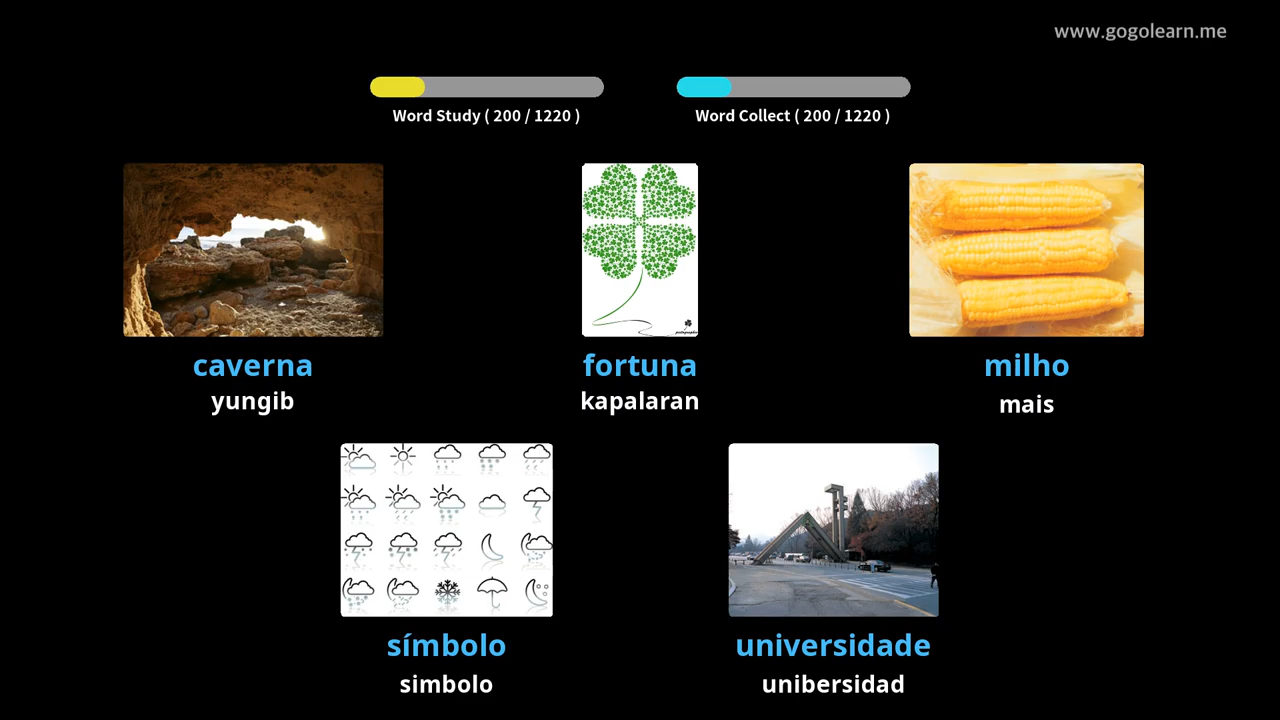 www.gogolearn.me
Word Study ( 200 / 1220 )
Word Collect ( 200 / 1220 )
caverna
yungib
fortuna
kapalaran
milho
mais
símbolo
simbolo
universidade
unibersidad